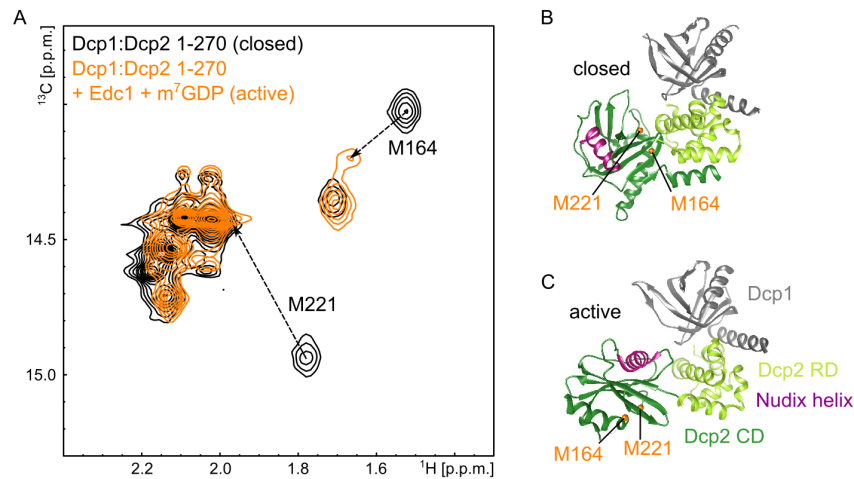 A
Dcp1:Dcp2 1-270 (closed)
Dcp1:Dcp2 1-270
+ Edc1 + m⁷GDP (active)
¹³C [p.p.m.]
M164
14.5
M221
15.0
2.2 2.0 1.8 ¹H [p.p.m.] 1.6
B
closed
M221
M164
C
active
Dcp1
Dcp2 RD
Nudix helix
Dcp2 CD
M164
M221